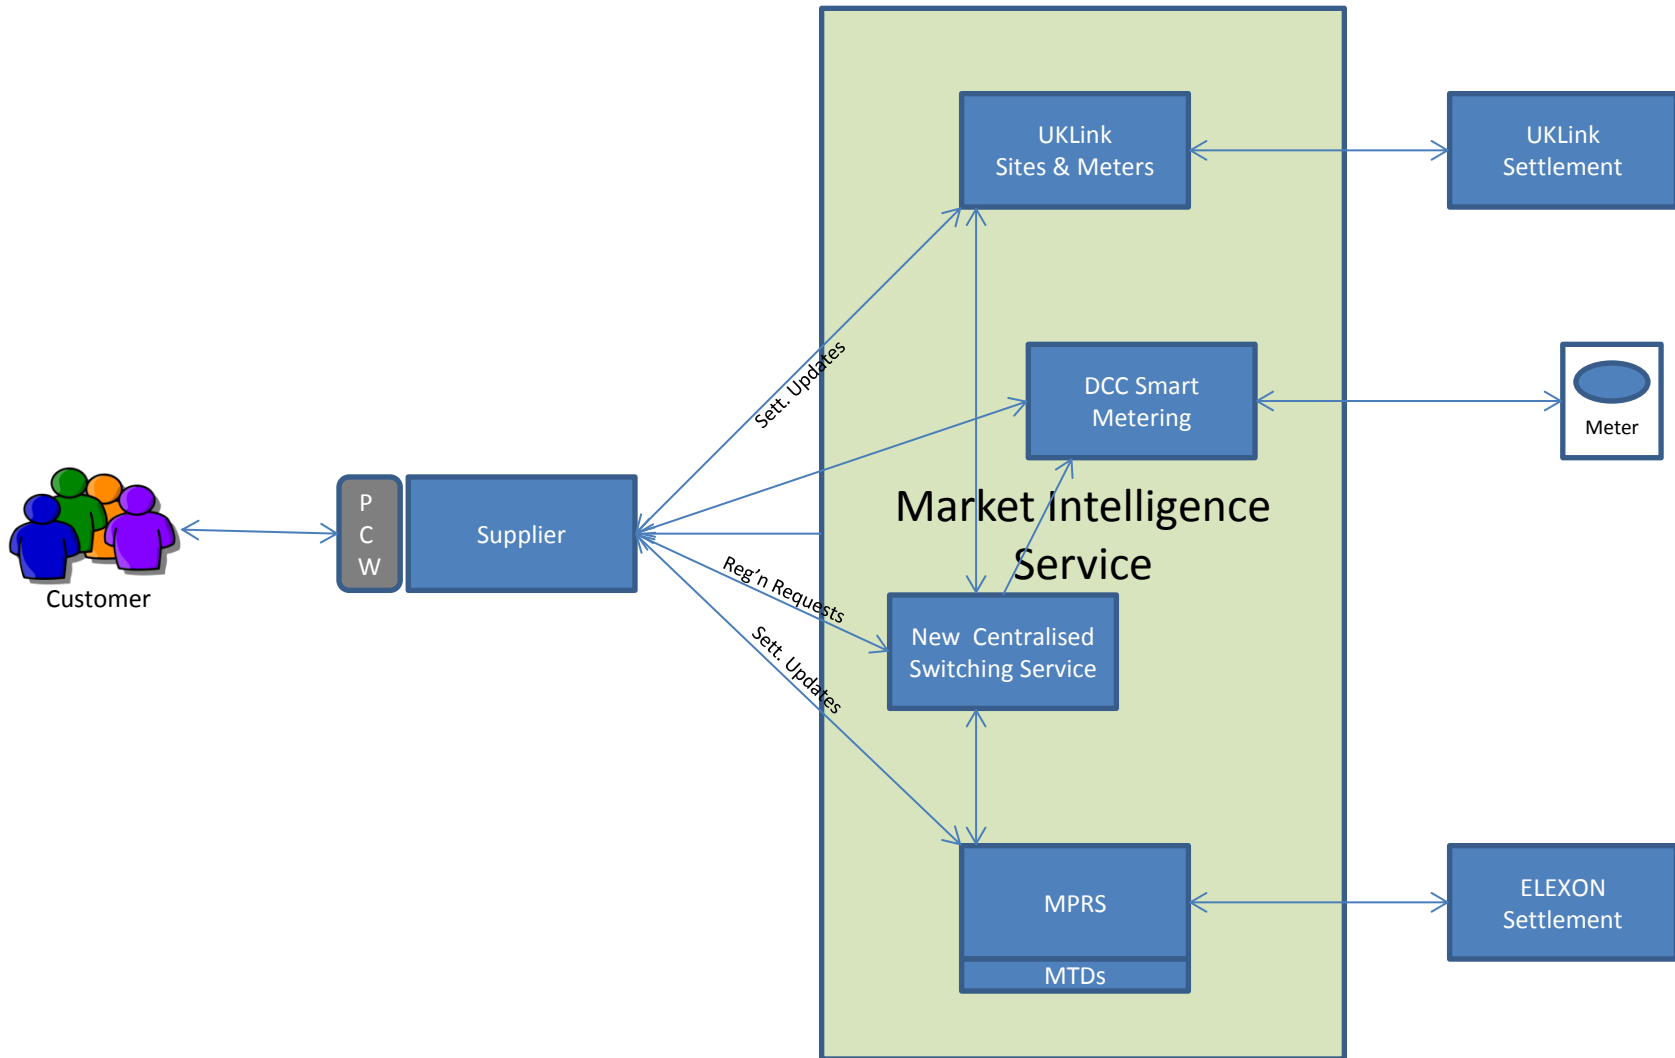 UKLink
Sites & Meters
UKLink
Settlement
Sett. Updates
DCC Smart
Metering
Meter
Customer
P
C
W
Supplier
Market Intelligence
Service
Reg'n Requests
New  Centralised
Switching Service
Sett. Updates
MPRS
MTDs
ELEXON
Settlement